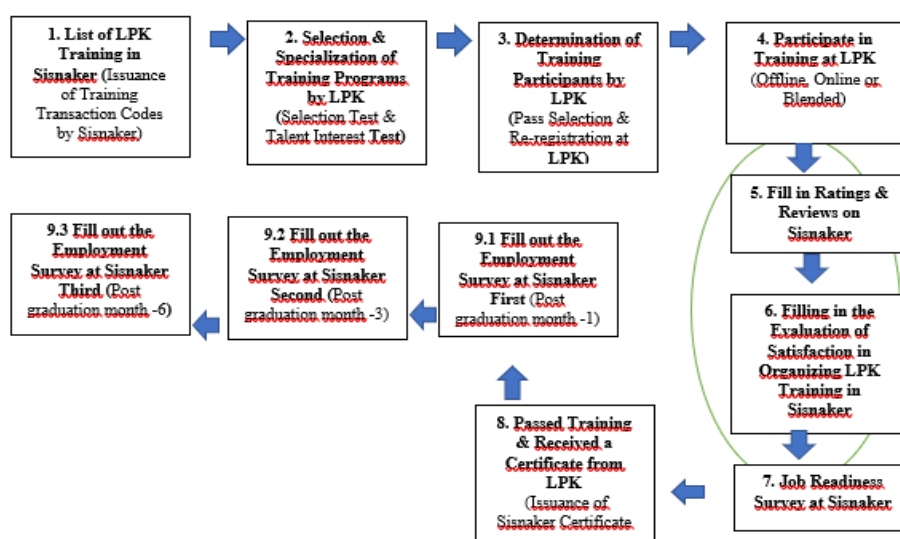 1. List of LPK
Training in
Sisnaker (Issuance
of Training
Transaction Codes
by Sisnaker)
2. Selection &
Specialization of
Training Programs
by LPK
(Selection Test &
Talent Interest Test)
3. Determination of
Training
Participants by
LPK
(Pass Selection &
Re-registration at
LPK)
4. Participate in
Training at LPK
(Offline, Online or
Blended)
5. Fill in Ratings &
Reviews on
Sisnaker
6. Filling in the
Evaluation of
Satisfaction in
Organizing LPK
Training in
Sisnaker
7. Job Readiness
Survey at Sisnaker
8. Passed Training
& Received a
Certificate from
LPK
(Issuance of
Sisnaker Certificate
9.1 Fill out the
Employment
Survey at Sisnaker
First (Post
graduation month -1)
9.2 Fill out the
Employment
Survey at Sisnaker
Second (Post
graduation month -3)
9.3 Fill out the
Employment
Survey at Sisnaker
Third (Post
graduation month -6)